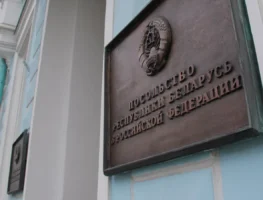 ПОСОЛЬСТВО
РЕСПУБЛИКИ БЕЛАРУСЬ
В РОССИЙСКОЙ ФЕДЕРАЦИИ